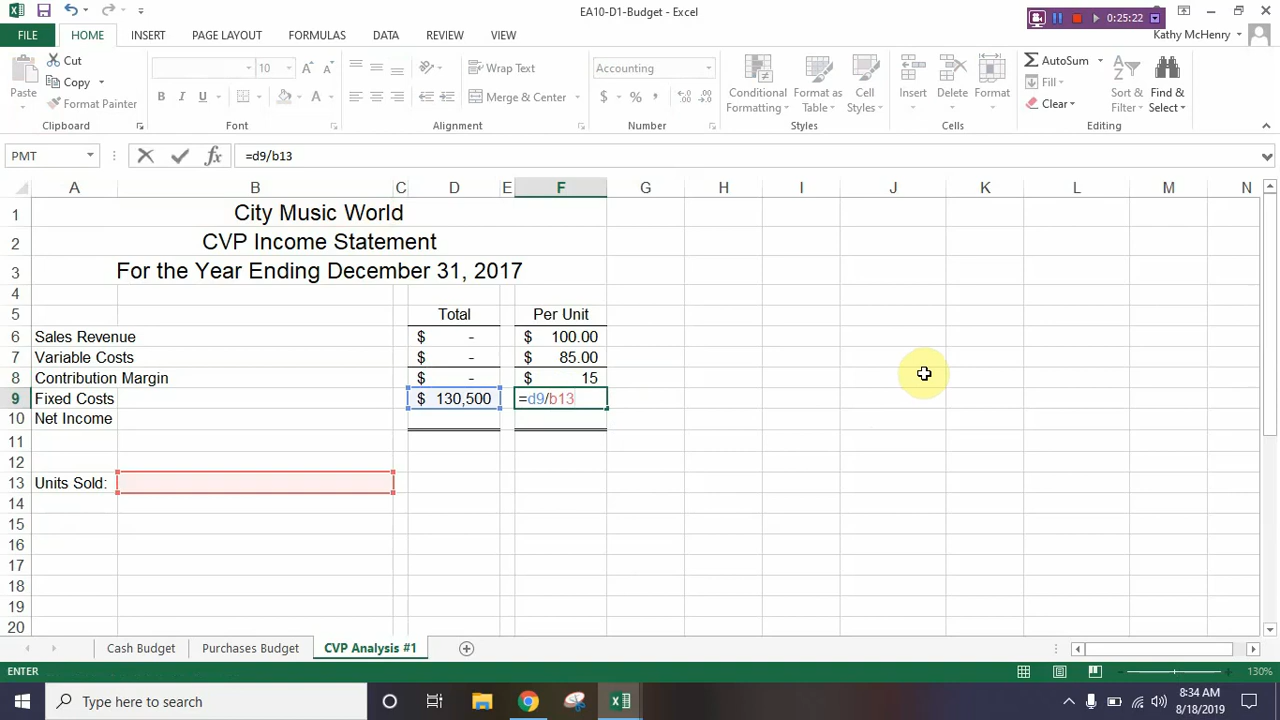 EA10-D1-Budget - Excel
00:25:22
FILE HOME INSERT PAGE LAYOUT FORMULAS DATA REVIEW VIEW
Kathy McHenry
Paste
Cut
Copy
Format Painter
Clipboard
10
B I U
Font
Wrap Text
Merge & Center
Alignment
Accounting
$ % ,
Number
Conditional Formatting
Format as Table
Cell Styles
Styles
Insert
Delete
Format
Cells
AutoSum
Fill
Clear
Sort & Filter
Find & Select
Editing
PMT
=d9/b13
A B C D E F G H I J K L M N
1 City Music World
2 CVP Income Statement
3 For the Year Ending December 31, 2017
4
5 Total Per Unit
6 Sales Revenue $ - $ 100.00
7 Variable Costs $ - $ 85.00
8 Contribution Margin $ - $ 15
9 Fixed Costs $ 130,500 =d9/b13
10 Net Income
11
12
13 Units Sold:
14
15
16
17
18
19
20
Cash Budget Purchases Budget CVP Analysis #1
ENTER
130%
Type here to search
8:34 AM
8/18/2019